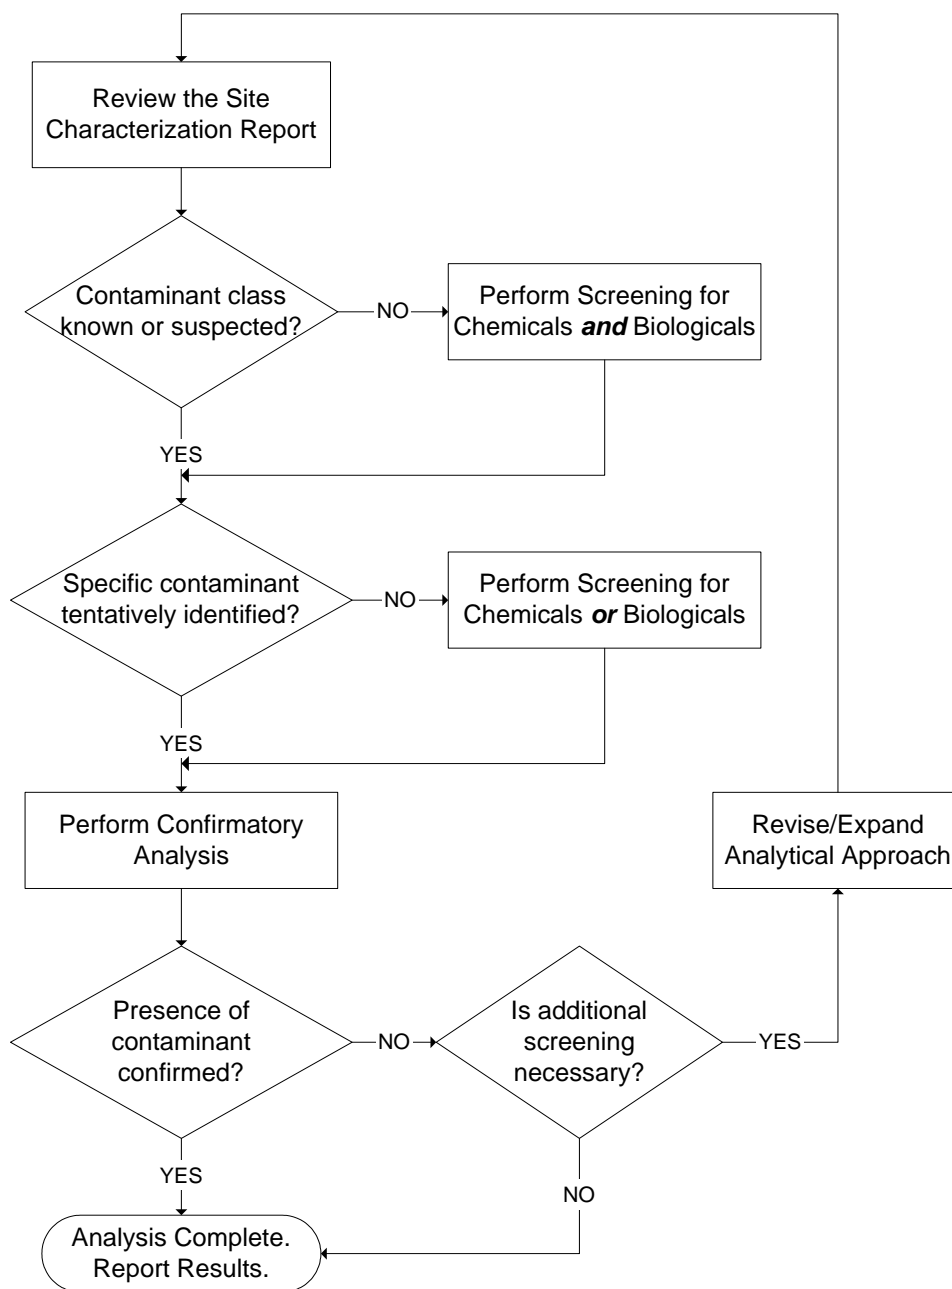 Review the Site
Characterization Report
Contaminant class
known or suspected?
NO
Perform Screening for
Chemicals and Biologicals
YES
Specific contaminant
tentatively identified?
NO
Perform Screening for
Chemicals or Biologicals
YES
Perform Confirmatory
Analysis
Revise/Expand
Analytical Approach
Presence of
contaminant
confirmed?
NO
Is additional
screening
necessary?
YES
YES
NO
Analysis Complete.
Report Results.